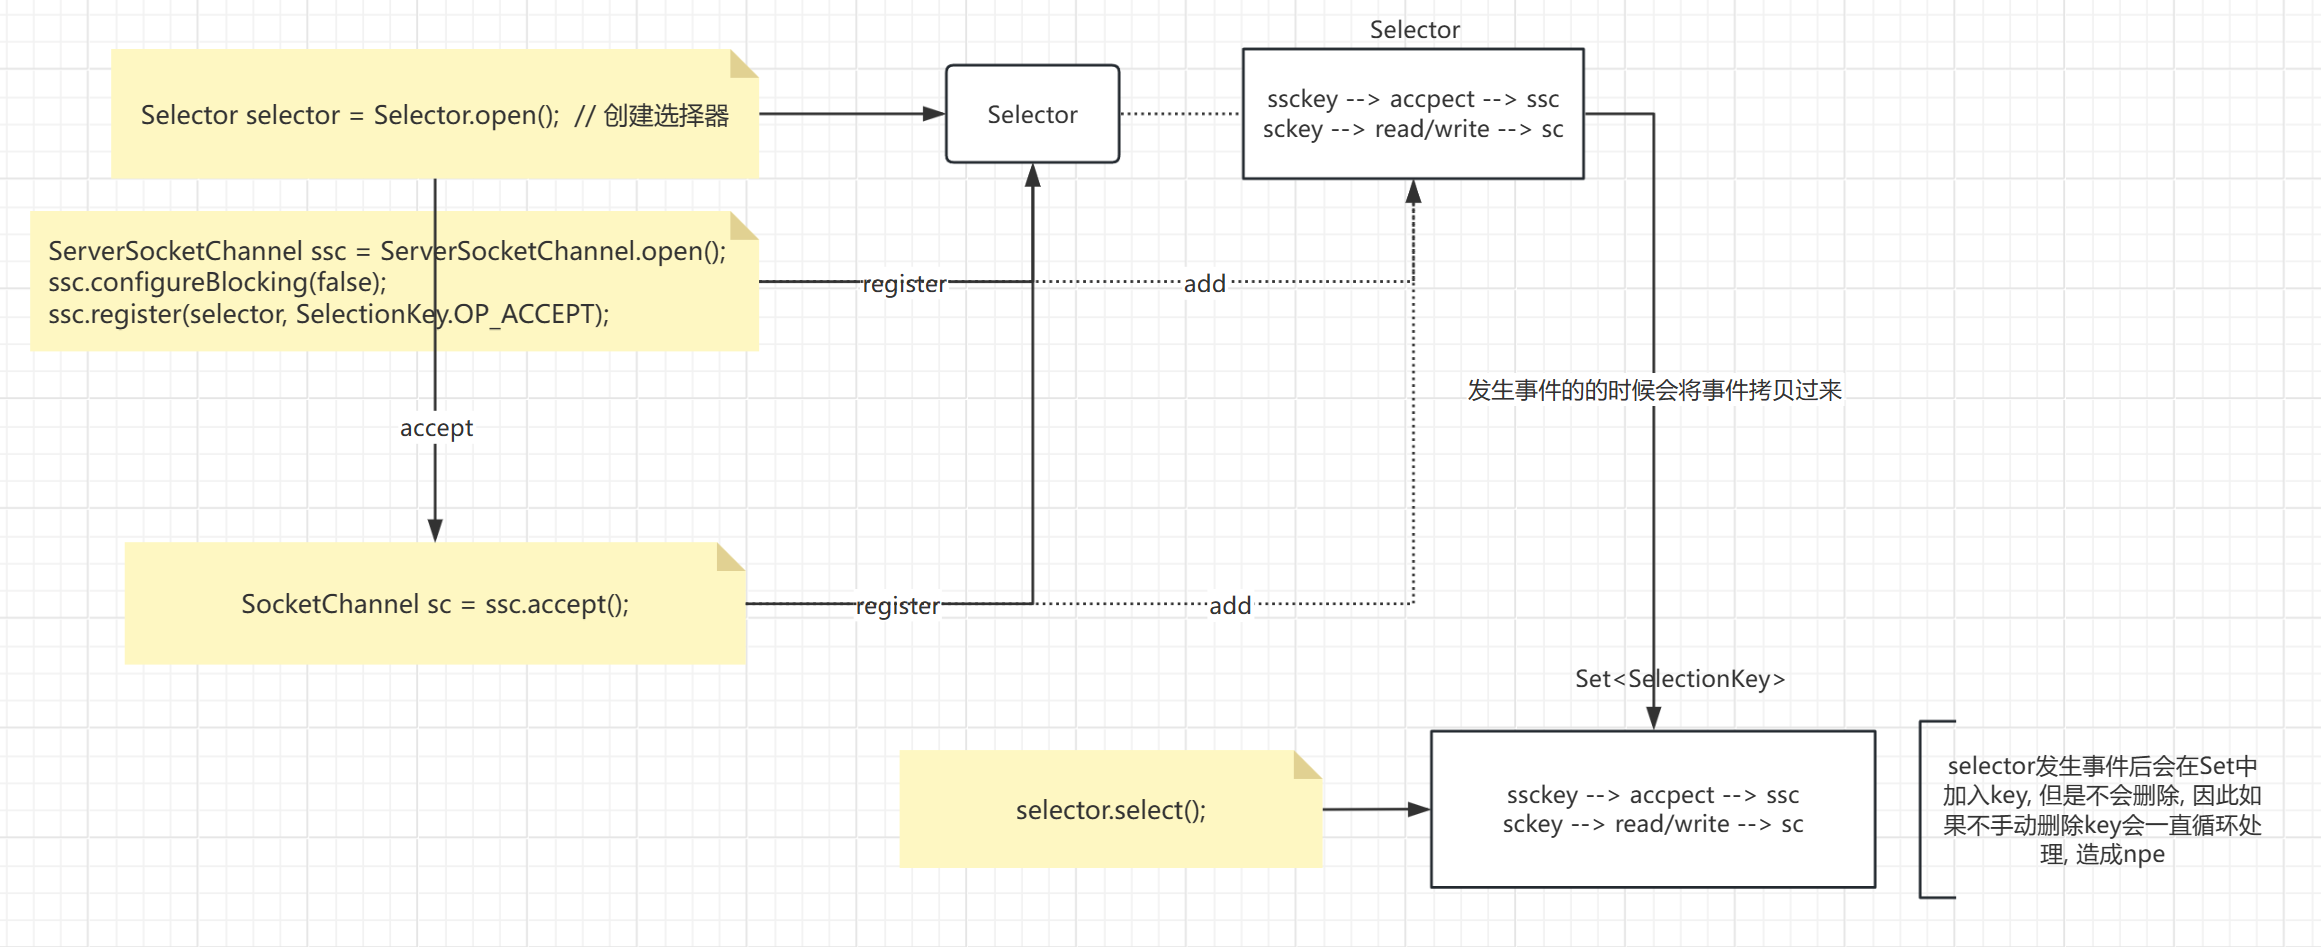 Selector
Selector selector = Selector.open();  // 创建选择器
Selector
ssckey --> accpect --> ssc
sckey --> read/write --> sc
ServerSocketChannel ssc = ServerSocketChannel.open();
ssc.configureBlocking(false);
ssc.register(selector, SelectionKey.OP_ACCEPT);
register
add
发生事件的的时候会将事件拷贝过来
accept
SocketChannel sc = ssc.accept();
register
add
Set<SelectionKey>
selector.select();
ssckey --> accpect --> ssc
sckey --> read/write --> sc
selector发生事件后会在Set中
加入key, 但是不会删除, 因此如
果不手动删除key会一直循环处
理, 造成npe